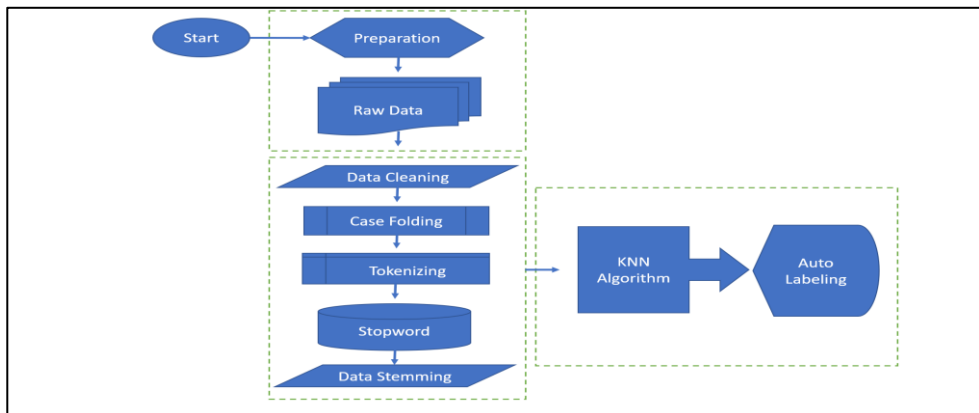 Start
Preparation
Raw Data
Data Cleaning
Case Folding
Tokenizing
Stopword
Data Stemming
KNN
Algorithm
Auto
Labeling